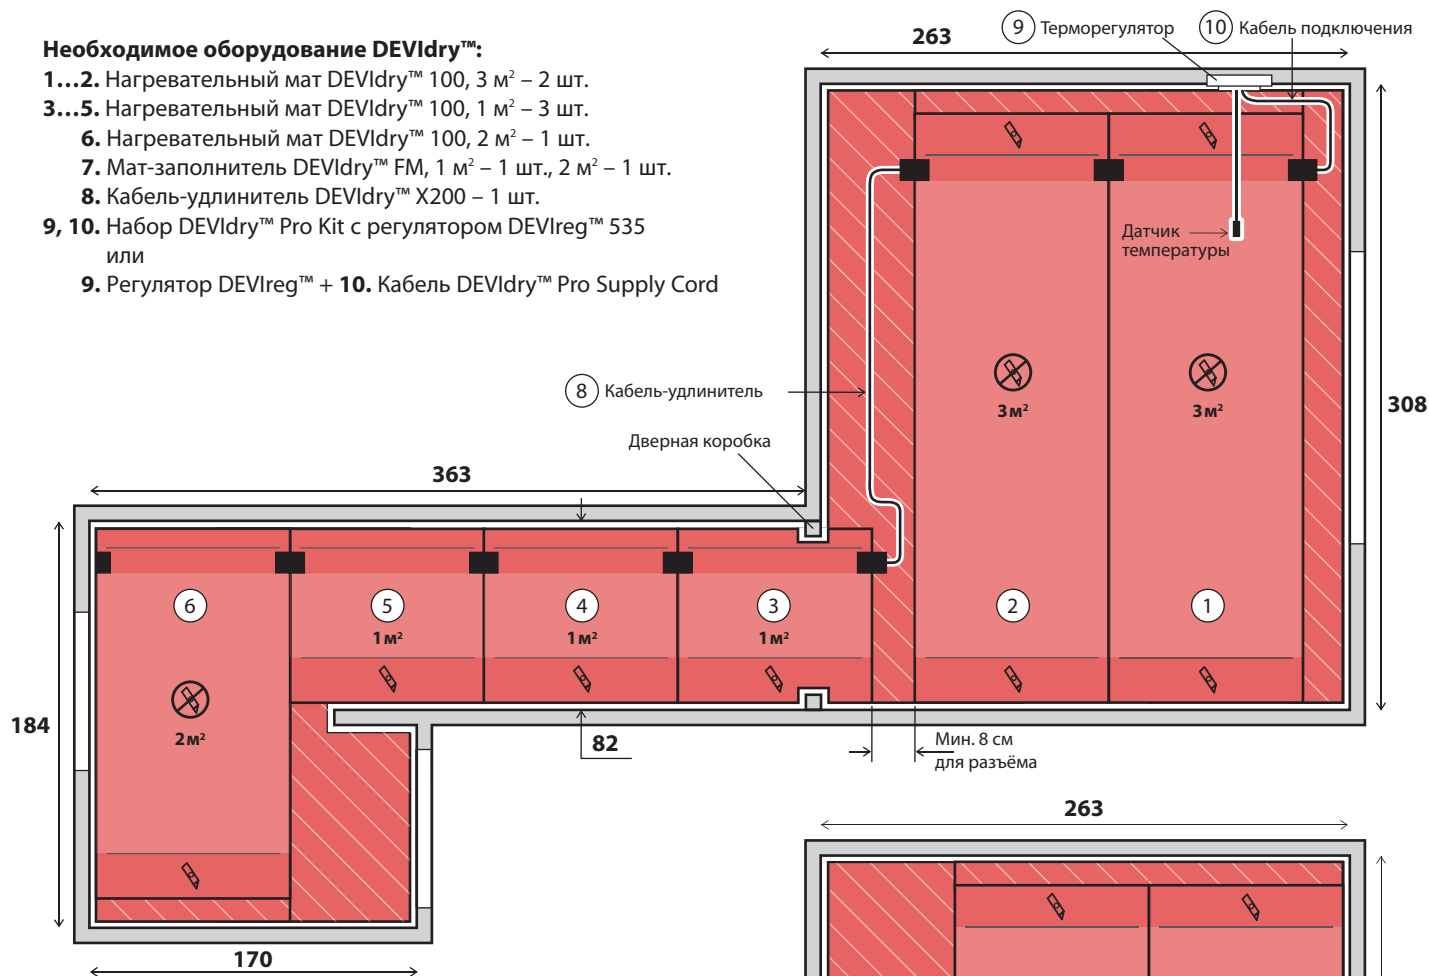 Необходимое оборудование DEVIdry™:
1…2. Нагревательный мат DEVIdry™ 100, 3 м² – 2 шт.
3…5. Нагревательный мат DEVIdry™ 100, 1 м² – 3 шт.
6. Нагревательный мат DEVIdry™ 100, 2 м² – 1 шт.
7. Мат-заполнитель DEVIdry™ FM, 1 м² – 1 шт., 2 м² – 1 шт.
8. Кабель-удлинитель DEVIdry™ X200 – 1 шт.
9, 10. Набор DEVIdry™ Pro Kit с регулятором DEVIreg™ 535
или
9. Регулятор DEVIreg™ + 10. Кабель DEVIdry™ Pro Supply Cord
263
9 Терморегулятор
10 Кабель подключения
Датчик
температуры
8 Кабель-удлинитель
3 м²
3 м²
308
Дверная коробка
363
6
5
4
3
2
1
1 м²
1 м²
1 м²
184
2 м²
82
Мин. 8 см
для разъёма
170
263